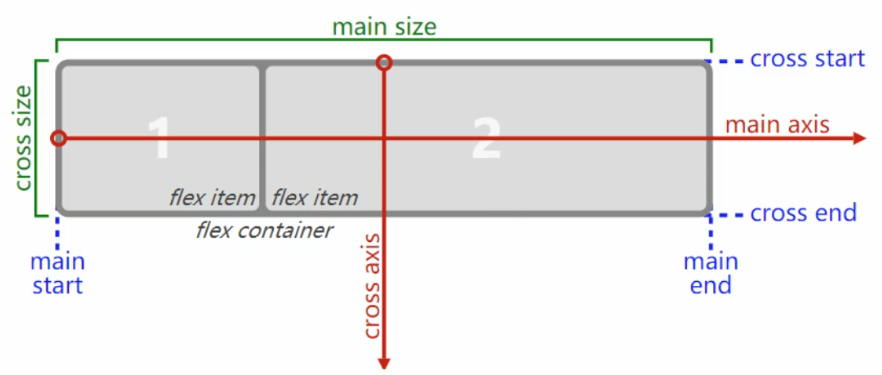 main size
cross start
cross size
1
2
main axis
flex item
flex item
cross end
flex container
cross axis
main
start
main
end